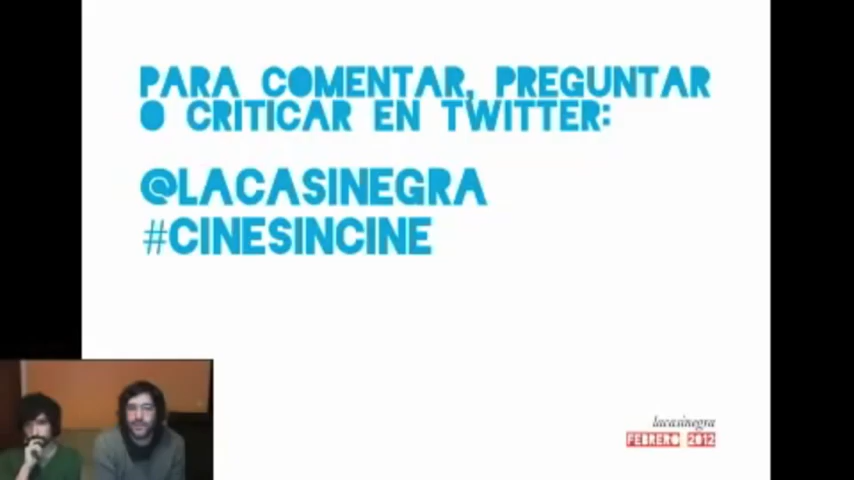 PARA COMENTAR, PREGUNTAR
O CRITICAR EN TWITTER:
@LACASINEGRA
#CINESINCINE
lacasinegra
FEBRERO 2012